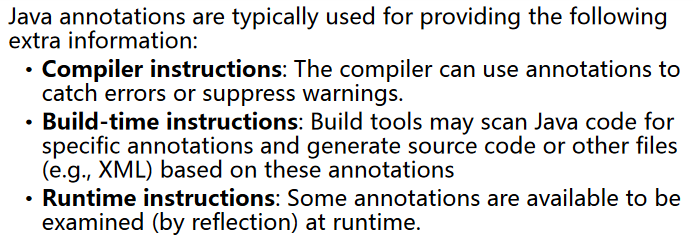 Java annotations are typically used for providing the following
extra information:
• Compiler instructions: The compiler can use annotations to
catch errors or suppress warnings.
• Build-time instructions: Build tools may scan Java code for
specific annotations and generate source code or other files
(e.g., XML) based on these annotations
• Runtime instructions: Some annotations are available to be
examined (by reflection) at runtime.